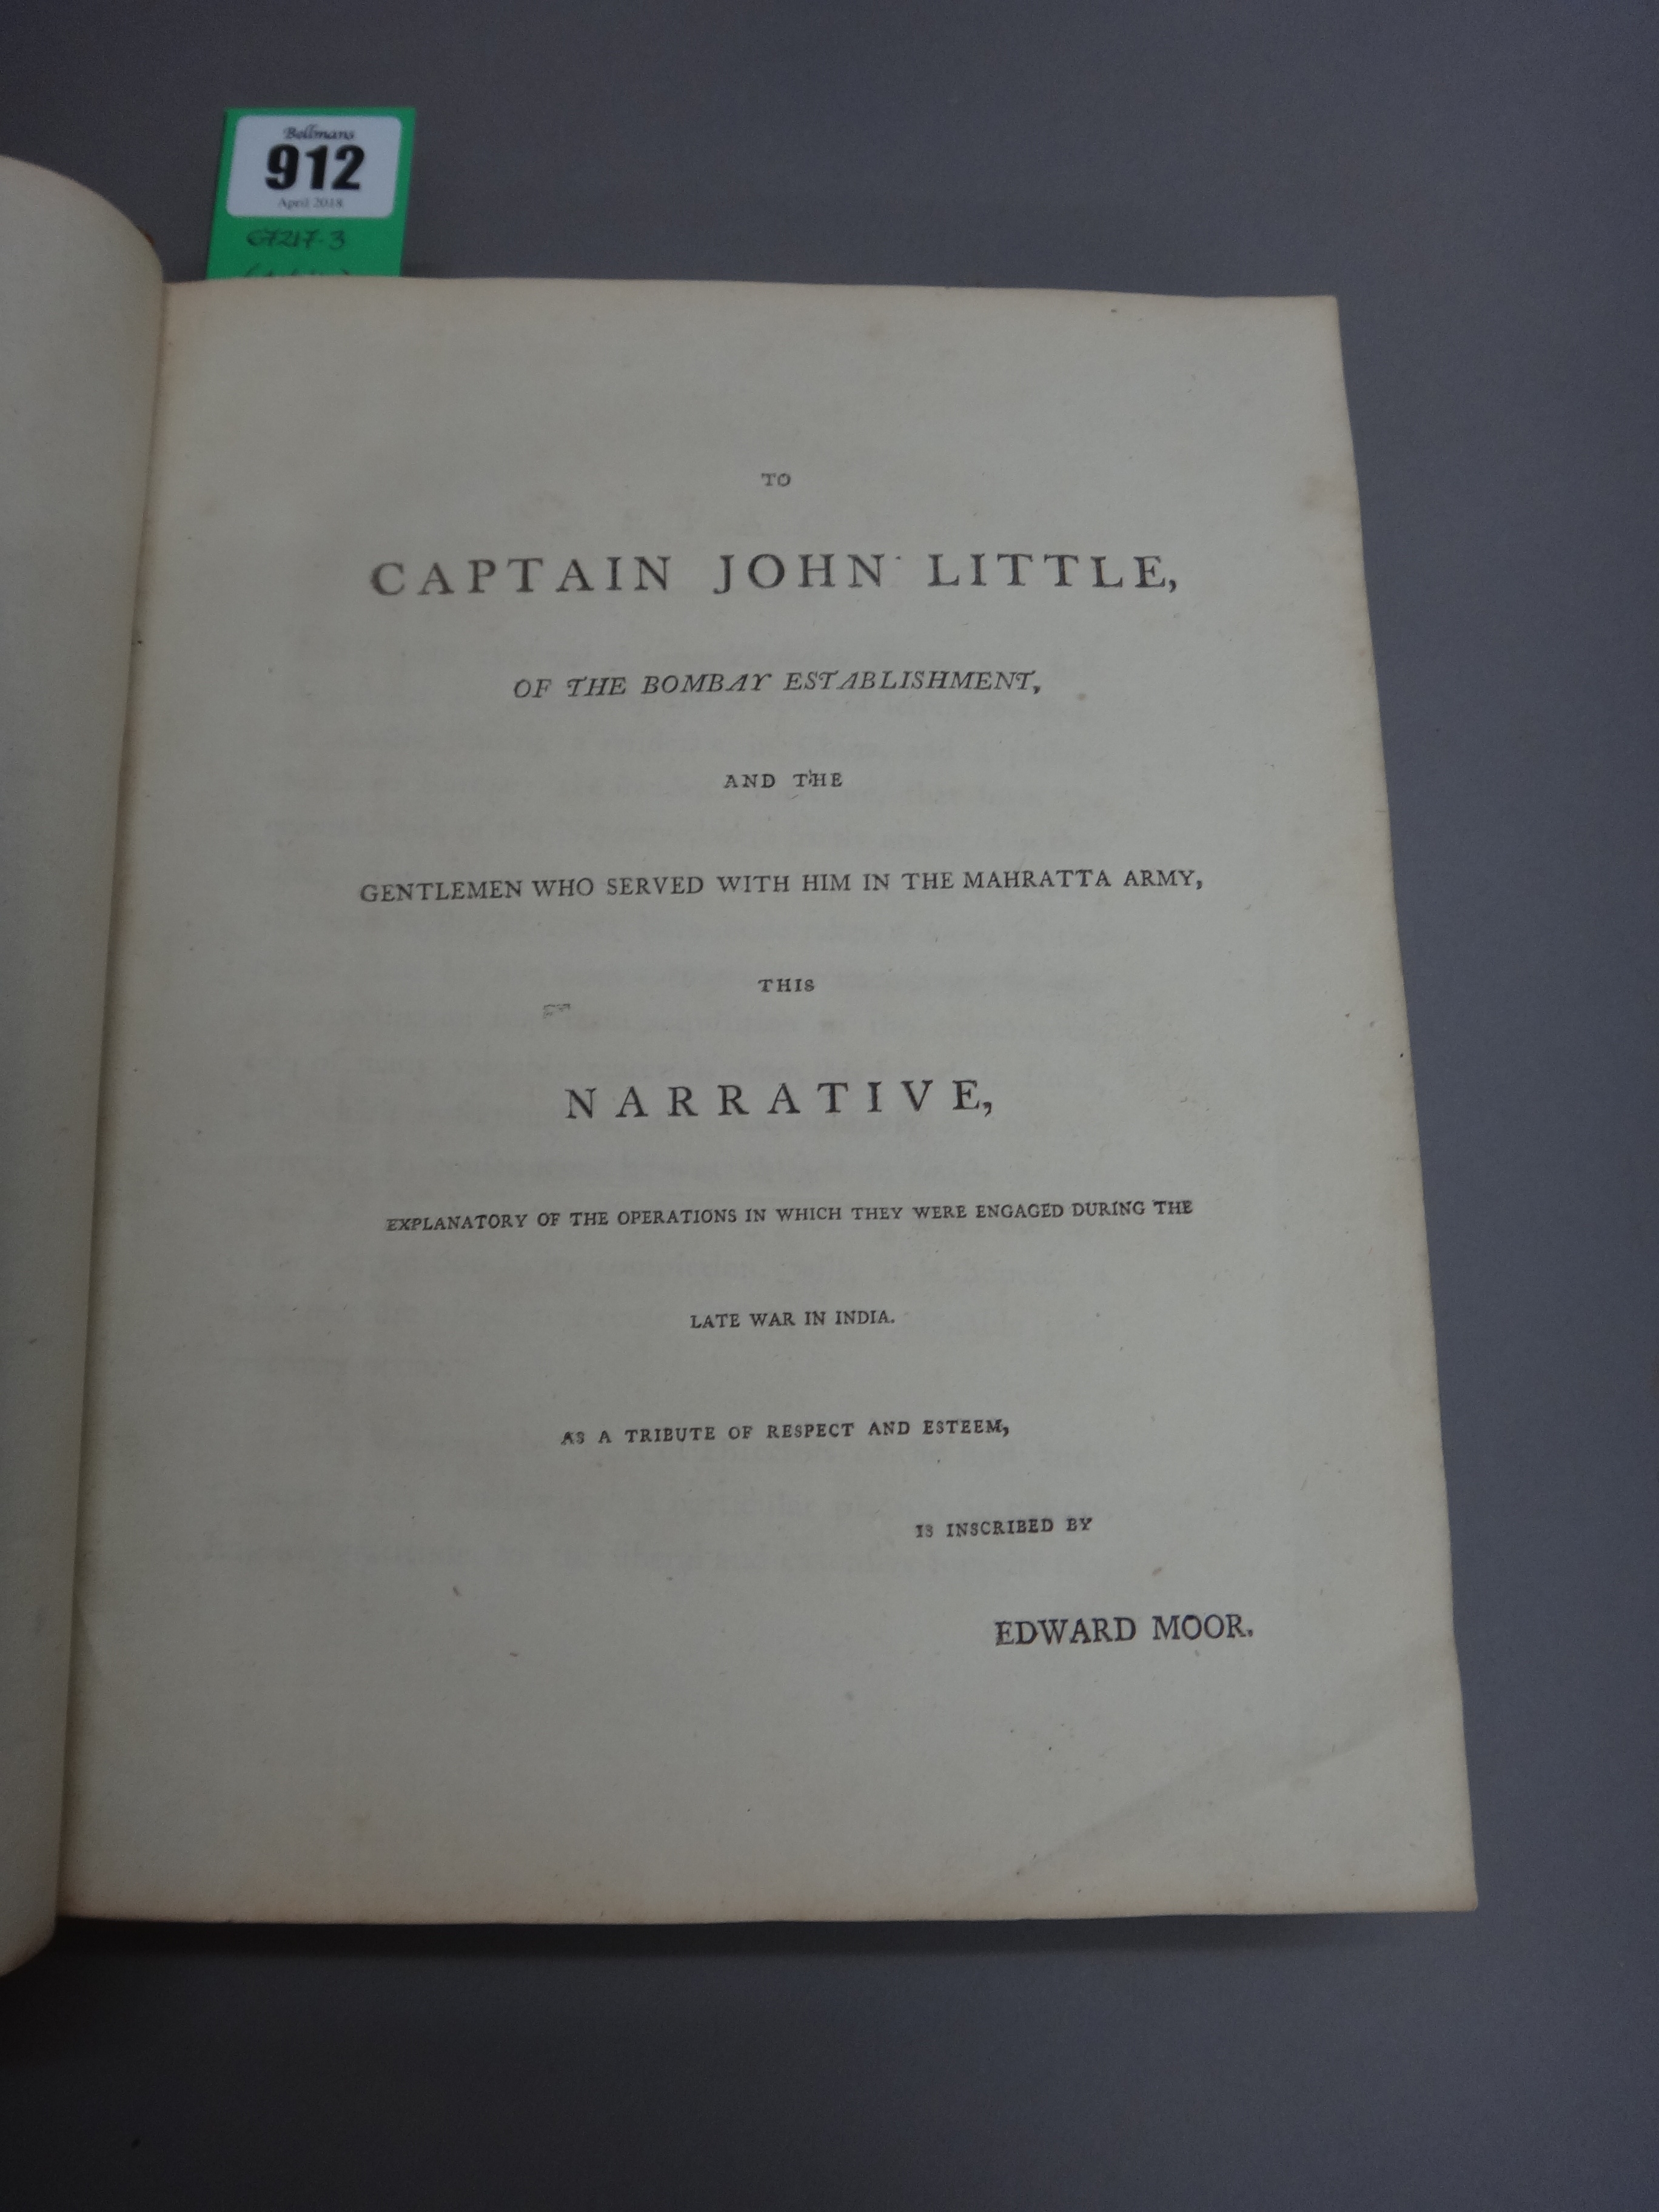 Bellmans
912
April 2018
67217-3
TO
CAPTAIN JOHN LITTLE,
OF THE BOMBAY ESTABLISHMENT,
AND THE
GENTLEMEN WHO SERVED WITH HIM IN THE MAHRATTA ARMY,
THIS
NARRATIVE,
EXPLANATORY OF THE OPERATIONS IN WHICH THEY WERE ENGAGED DURING THE
LATE WAR IN INDIA.
AS A TRIBUTE OF RESPECT AND ESTEEM,
IS INSCRIBED BY
EDWARD MOOR.